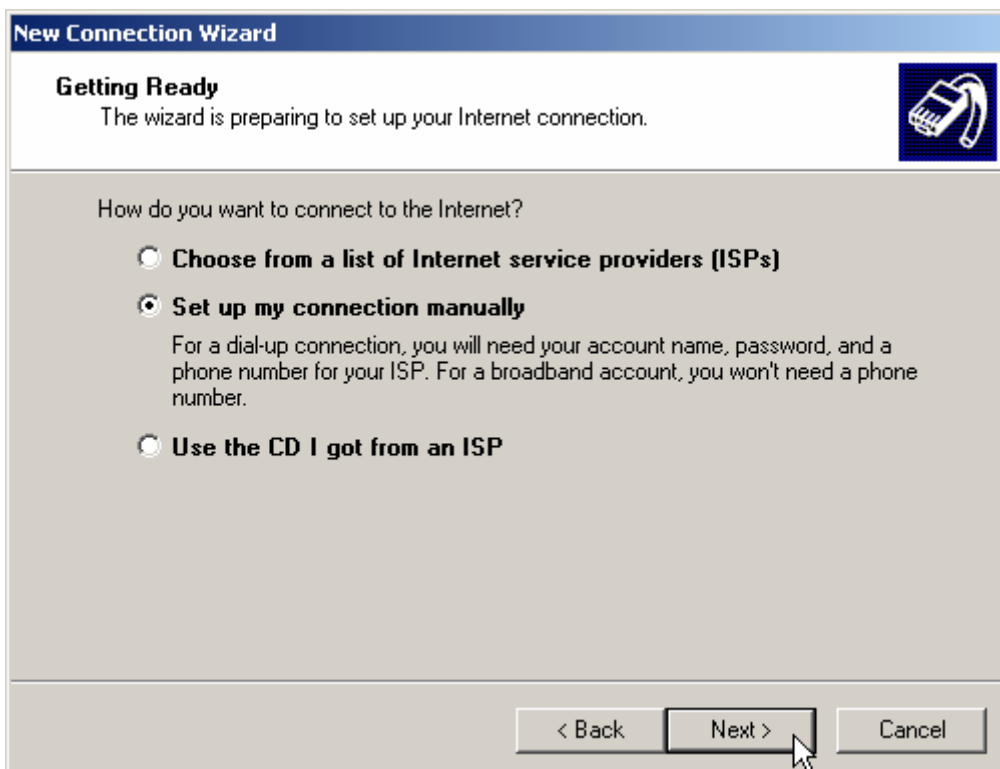 New Connection Wizard
Getting Ready
The wizard is preparing to set up your Internet connection.
How do you want to connect to the Internet?
Choose from a list of Internet service providers (ISPs)
Set up my connection manually
For a dial-up connection, you will need your account name, password, and a
phone number for your ISP. For a broadband account, you won't need a phone
number.
Use the CD I got from an ISP
< Back Next > Cancel